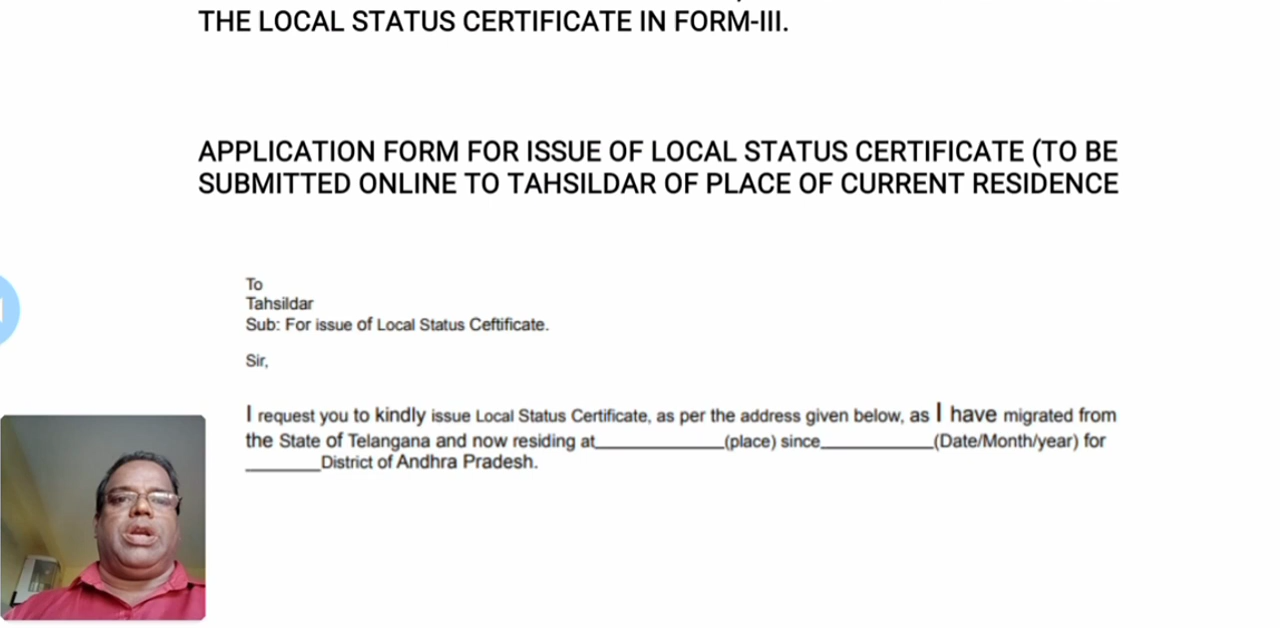 THE LOCAL STATUS CERTIFICATE IN FORM-III.
APPLICATION FORM FOR ISSUE OF LOCAL STATUS CERTIFICATE (TO BE
SUBMITTED ONLINE TO TAHSILDAR OF PLACE OF CURRENT RESIDENCE
To
Tahsildar
Sub: For issue of Local Status Ceftificate.
Sir,
I request you to kindly issue Local Status Certificate, as per the address given below, as I have migrated from
the State of Telangana and now residing at_____________(place) since____________(Date/Month/year) for
________District of Andhra Pradesh.